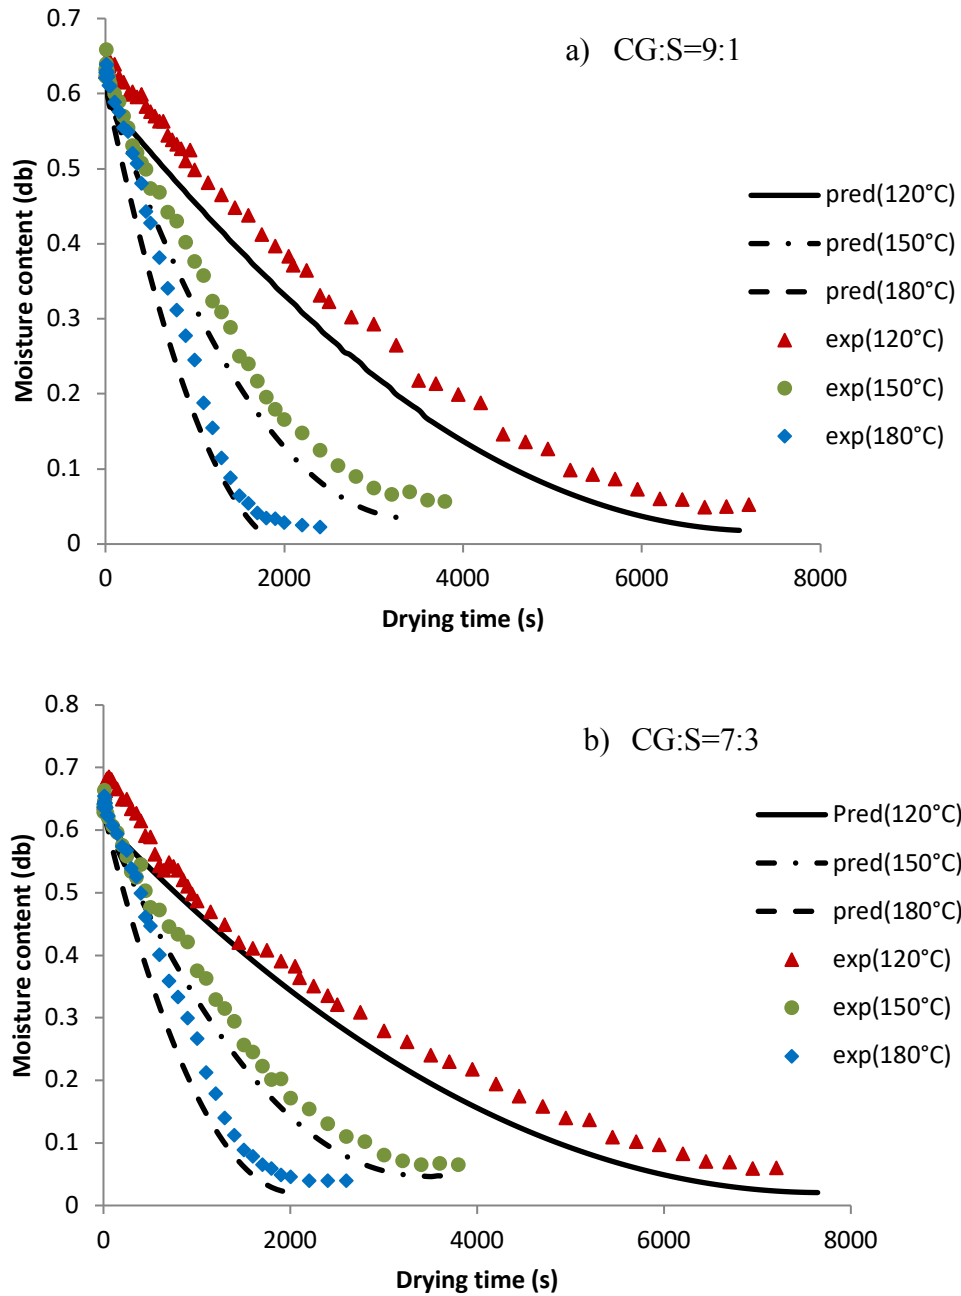 0.7
a) CG:S=9:1
0.6
0.5
pred(120°C)
0.4
pred(150°C)
pred(180°C)
0.3
exp(120°C)
0.2
exp(150°C)
0.1
exp(180°C)
0
Moisture content (db)
0 2000 4000 6000 8000
Drying time (s)
0.8
b) CG:S=7:3
0.7
0.6
Pred(120°C)
0.5
pred(150°C)
pred(180°C)
0.4
exp(120°C)
0.3
exp(150°C)
0.2
exp(180°C)
0.1
0
Moisture content (db)
0 2000 4000 6000 8000
Drying time (s)